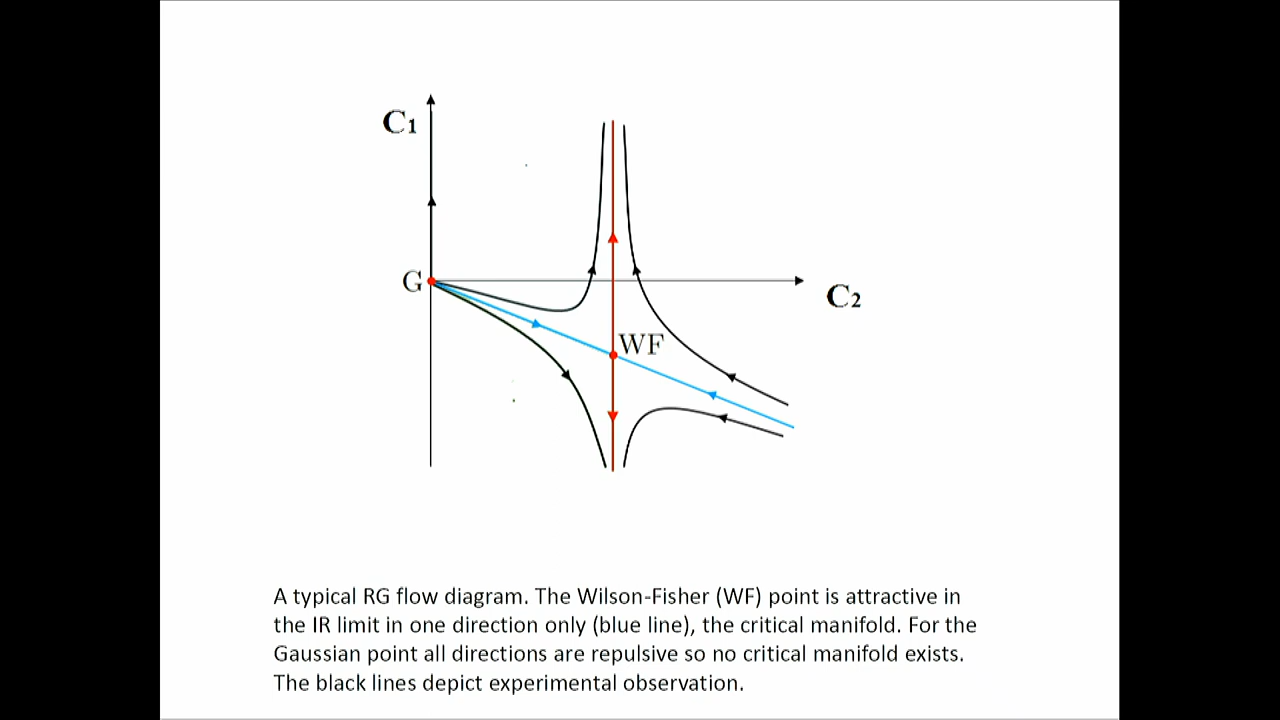 C1
G
C2
WF
A typical RG flow diagram. The Wilson-Fisher (WF) point is attractive in
the IR limit in one direction only (blue line), the critical manifold. For the
Gaussian point all directions are repulsive so no critical manifold exists.
The black lines depict experimental observation.